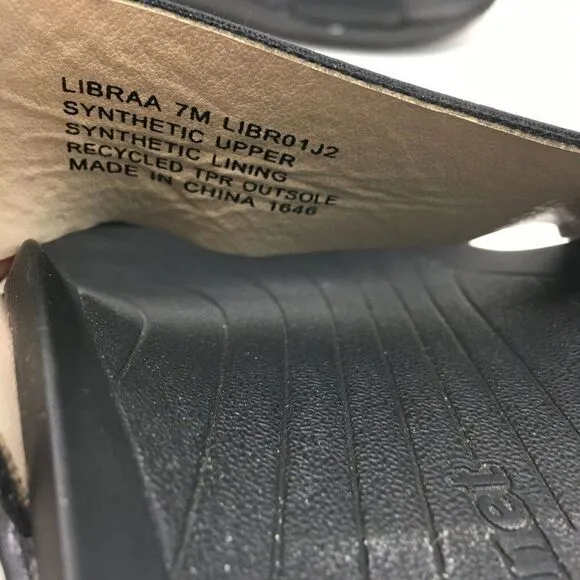 LIBRAA 7M LIBR01J2
SYNTHETIC UPPER
SYNTHETIC LINING
RECYCLED TPR OUTSOLE
MADE IN CHINA 1646